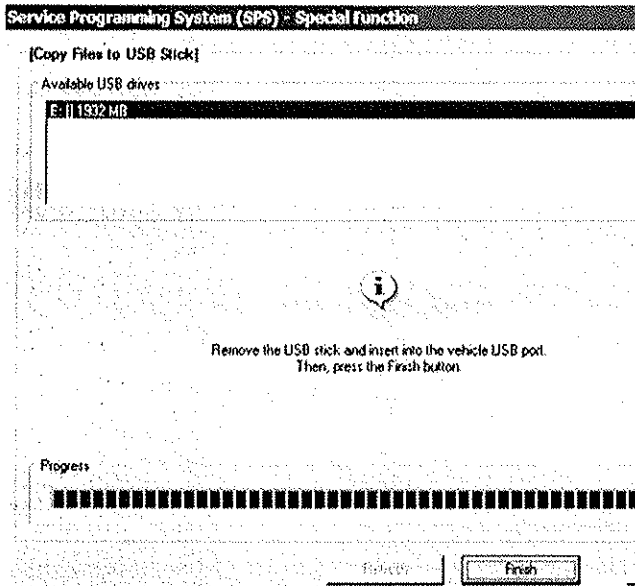 Service Programming System (SPS) - Special Function
[Copy Files to USB Stick]
Available USB drives
E: [] 1932 MB
Remove the USB stick and insert into the vehicle USB port.
Then, press the Finish button.
Progress
Finish